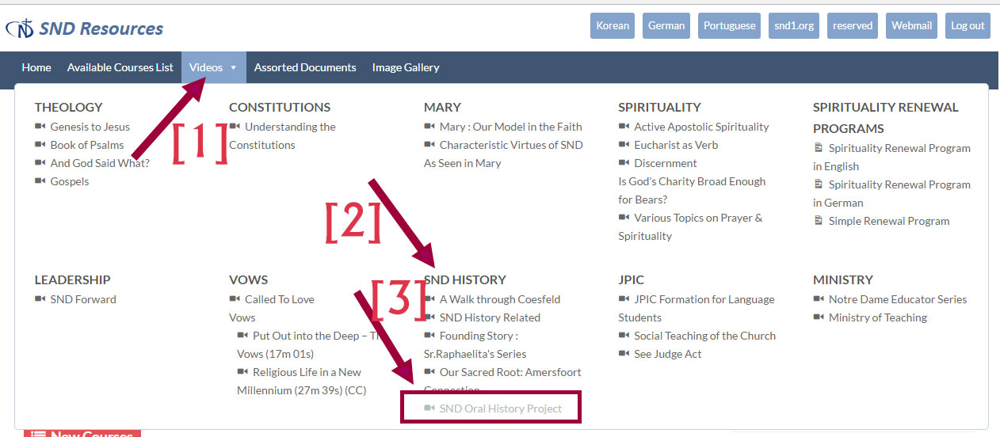 SND Resources
Korean
German
Portuguese
snd1.org
reserved
Webmail
Log out
Home
Available Courses List
Videos
Assorted Documents
Image Gallery
THEOLOGY
Genesis to Jesus
Book of Psalms
And God Said What?
Gospels
[1]
CONSTITUTIONS
Understanding the
Constitutions
MARY
Mary : Our Model in the Faith
Characteristic Virtues of SND
As Seen in Mary
SPIRITUALITY
Active Apostolic Spirituality
Eucharist as Verb
Discernment
Is God's Charity Broad Enough
for Bears?
Various Topics on Prayer &
Spirituality
SPIRITUALITY RENEWAL
PROGRAMS
Spirituality Renewal Program
in English
Spirituality Renewal Program
in German
Simple Renewal Program
[2]
LEADERSHIP
SND Forward
VOWS
Called To Love
Vows
Put Out into the Deep –
Vows (17m 01s)
Religious Life in a New
Millennium (27m 39s) (CC)
[3]
SND HISTORY
A Walk through Coesfeld
SND History Related
Founding Story :
Sr.Raphaelita's Series
Our Sacred Root: Amersfoort
Connection
SND Oral History Project
JPIC
JPIC Formation for Language
Students
Social Teaching of the Church
See Judge Act
MINISTRY
Notre Dame Educator Series
Ministry of Teaching
New Courses